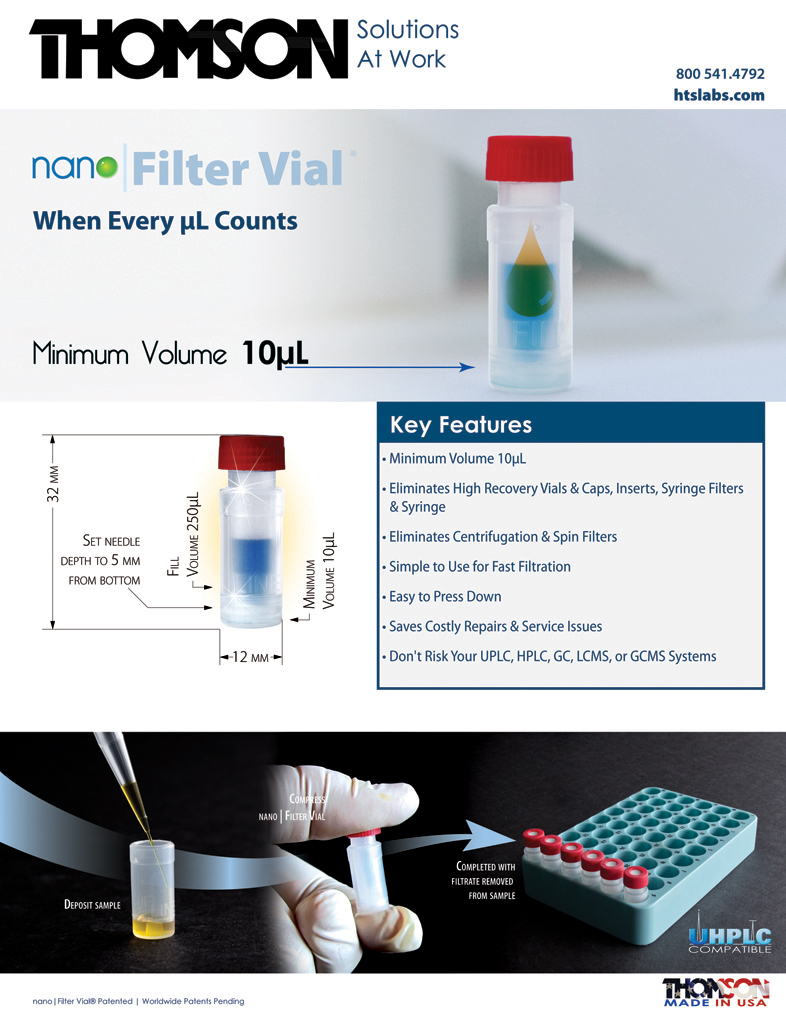 THOMSON
Solutions
At Work
800 541.4792
htslabs.com
nano|Filter Vial®
When Every µL Counts
Minimum Volume 10µL
FIL
32 MM
SET NEEDLE
DEPTH TO 5 MM
FROM BOTTOM
FILL
VOLUME 250µL
MINIMUM
VOLUME 10µL
12 MM
Key Features
• Minimum Volume 10µL
• Eliminates High Recovery Vials & Caps, Inserts, Syringe Filters
& Syringe
• Eliminates Centrifugation & Spin Filters
• Simple to Use for Fast Filtration
• Easy to Press Down
• Saves Costly Repairs & Service Issues
• Don't Risk Your UPLC, HPLC, GC, LCMS, or GCMS Systems
DEPOSIT SAMPLE
COMPRESS
NANO | FILTER VIAL
COMPLETED WITH
FILTRATE REMOVED
FROM SAMPLE
UHPLC
COMPATIBLE
THOMSON
MADE IN USA
nano|Filter Vial® Patented | Worldwide Patents Pending